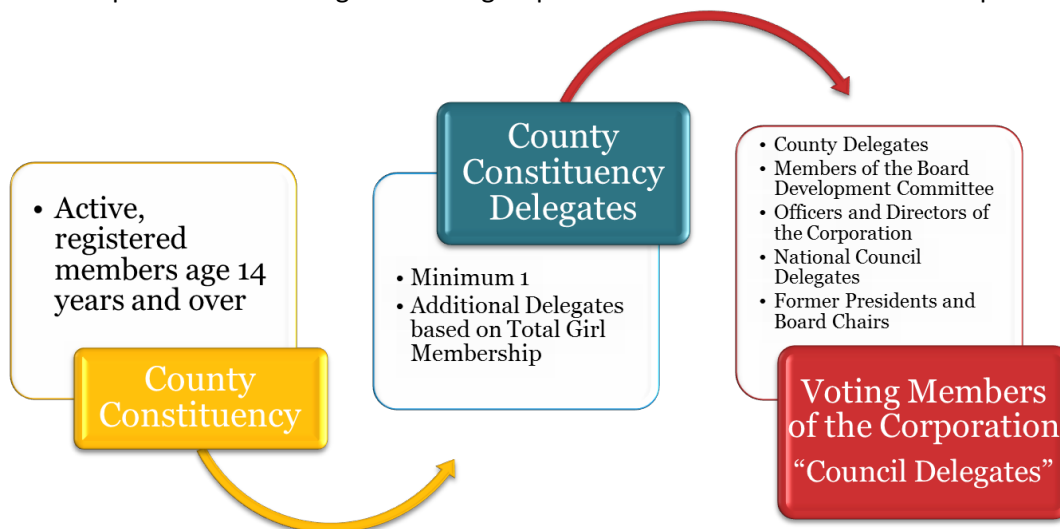 • Active,
registered
members age 14
years and over
County
Constituency
County
Constituency
Delegates
• Minimum 1
• Additional Delegates
based on Total Girl
Membership
• County Delegates
• Members of the Board
Development Committee
• Officers and Directors of
the Corporation
• National Council
Delegates
• Former Presidents and
Board Chairs
Voting Members
of the Corporation
“Council Delegates”